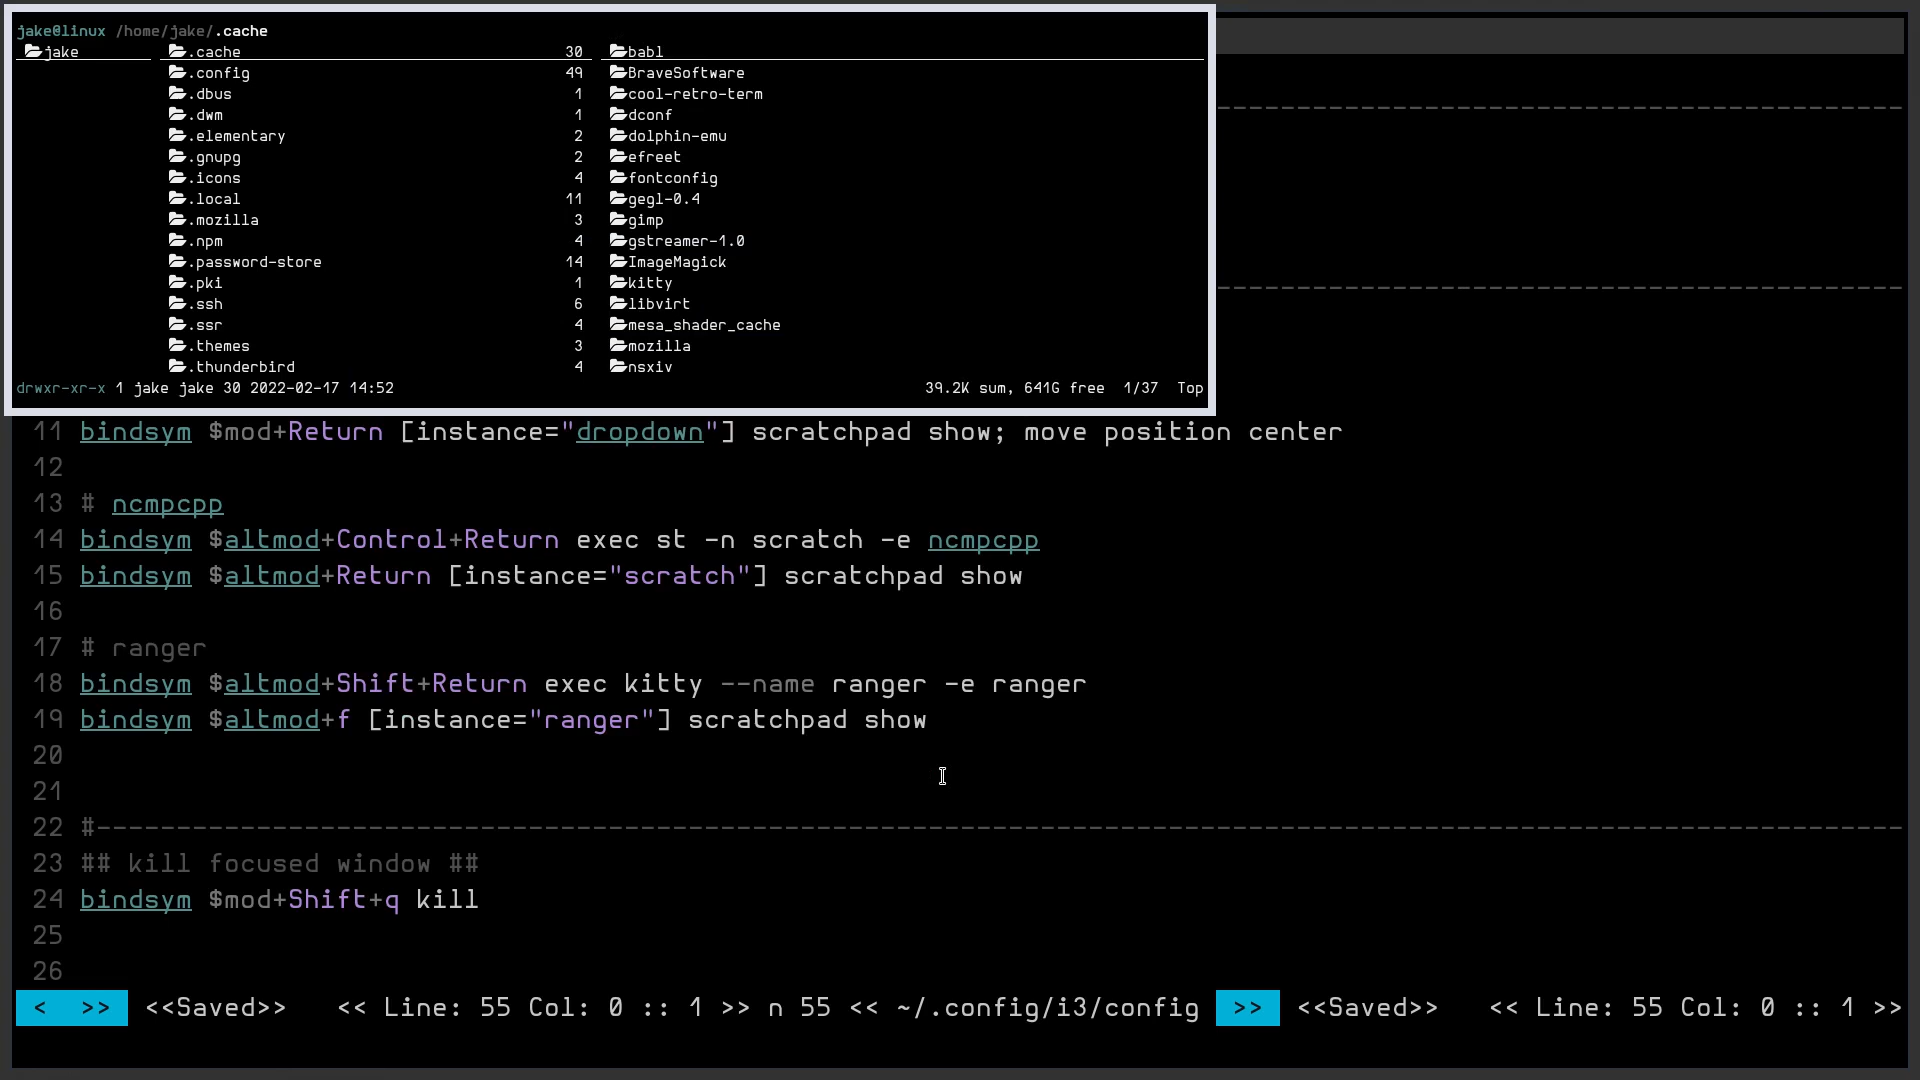 jake@linux /home/jake/.cache
jake .cache 30 babl
.config 49 BraveSoftware
.dbus 1 cool-retro-term
.dwm 1 dconf
.elementary 2 dolphin-emu
.gnupg 2 efreet
.icons 4 fontconfig
.local 11 gegl-0.4
.mozilla 3 gimp
.npm 4 gstreamer-1.0
.password-store 14 ImageMagick
.pki 1 kitty
.ssh 6 libvirt
.ssr 4 mesa_shader_cache
.themes 3 mozilla
.thunderbird 4 nsxiv
drwxr-xr-x 1 jake jake 30 2022-02-17 14:52 39.2K sum, 641G free 1/37 Top
11 bindsym $mod+Return [instance="dropdown"] scratchpad show; move position center
12
13 # ncmpcpp
14 bindsym $altmod+Control+Return exec st -n scratch -e ncmpcpp
15 bindsym $altmod+Return [instance="scratch"] scratchpad show
16
17 # ranger
18 bindsym $altmod+Shift+Return exec kitty --name ranger -e ranger
19 bindsym $altmod+f [instance="ranger"] scratchpad show
20
21
22 #------------------------------------------------------------------------------------------------------------------
23 ## kill focused window ##
24 bindsym $mod+Shift+q kill
25
26
< >> <<Saved>> << Line: 55 Col: 0 :: 1 >> n 55 << ~/.config/i3/config >> <<Saved>> << Line: 55 Col: 0 :: 1 >>